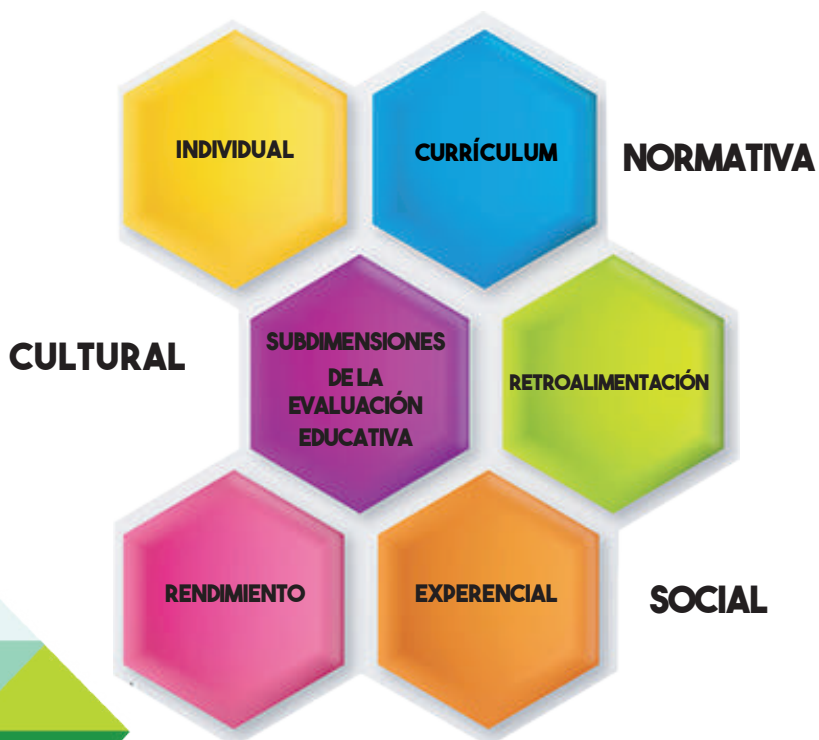 INDIVIDUAL
CURRÍCULUM
NORMATIVA
CULTURAL
SUBDIMENSIONES
DE LA
EVALUACIÓN
EDUCATIVA
RETROALIMENTACIÓN
RENDIMIENTO
EXPERENCIAL
SOCIAL